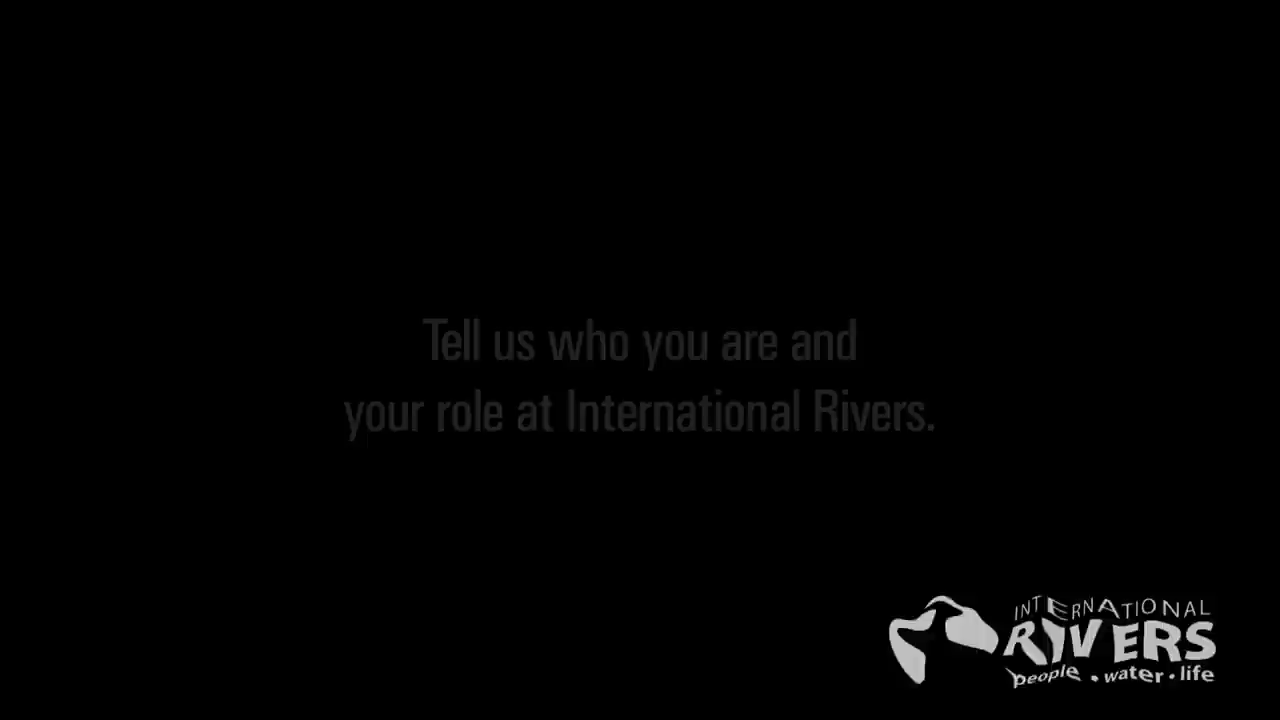 Tell us who you are and
your role at International Rivers.
INTERNATIONAL
RIVERS
people • water • life